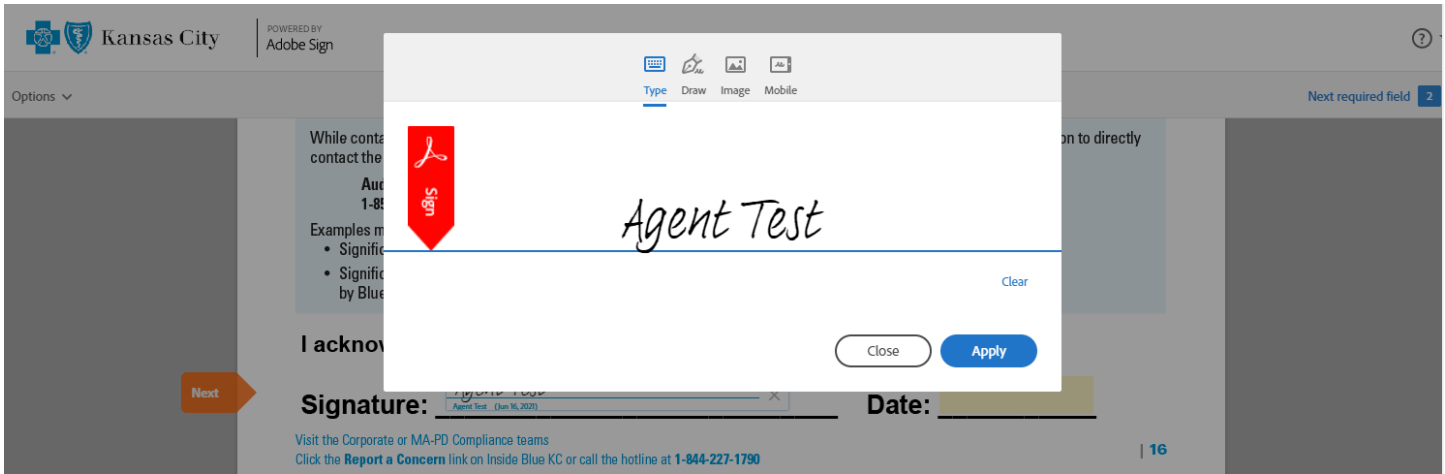 Kansas City
POWERED BY
Adobe Sign
Type Draw Image Mobile
Options
Next required field 2
While conta
on to directly
contact the
1-85
Sign
Agent Test
Examples m
• Signific
• Signific
by Blue
Clear
I acknov
Close Apply
Next
Signature:
Agent Test (Jun 16, 2021)
Date:
Visit the Corporate or MA-PD Compliance teams
Click the Report a Concern link on Inside Blue KC or call the hotline at 1-844-227-1790
| 16